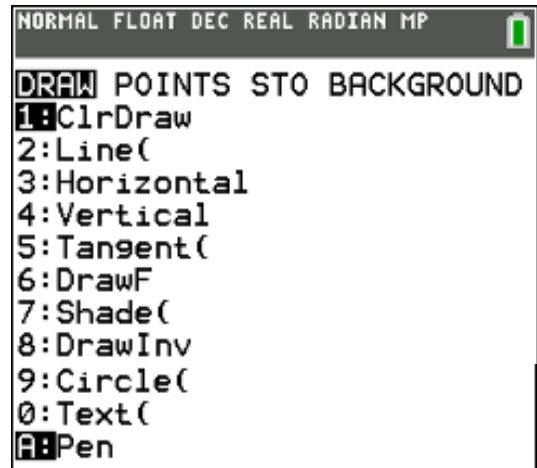 NORMAL FLOAT DEC REAL RADIAN MP
DRAW POINTS STO BACKGROUND
1:ClrDraw
2:Line(
3:Horizontal
4:Vertical
5:Tangent(
6:DrawF
7:Shade(
8:DrawInv
9:Circle(
0:Text(
A:Pen